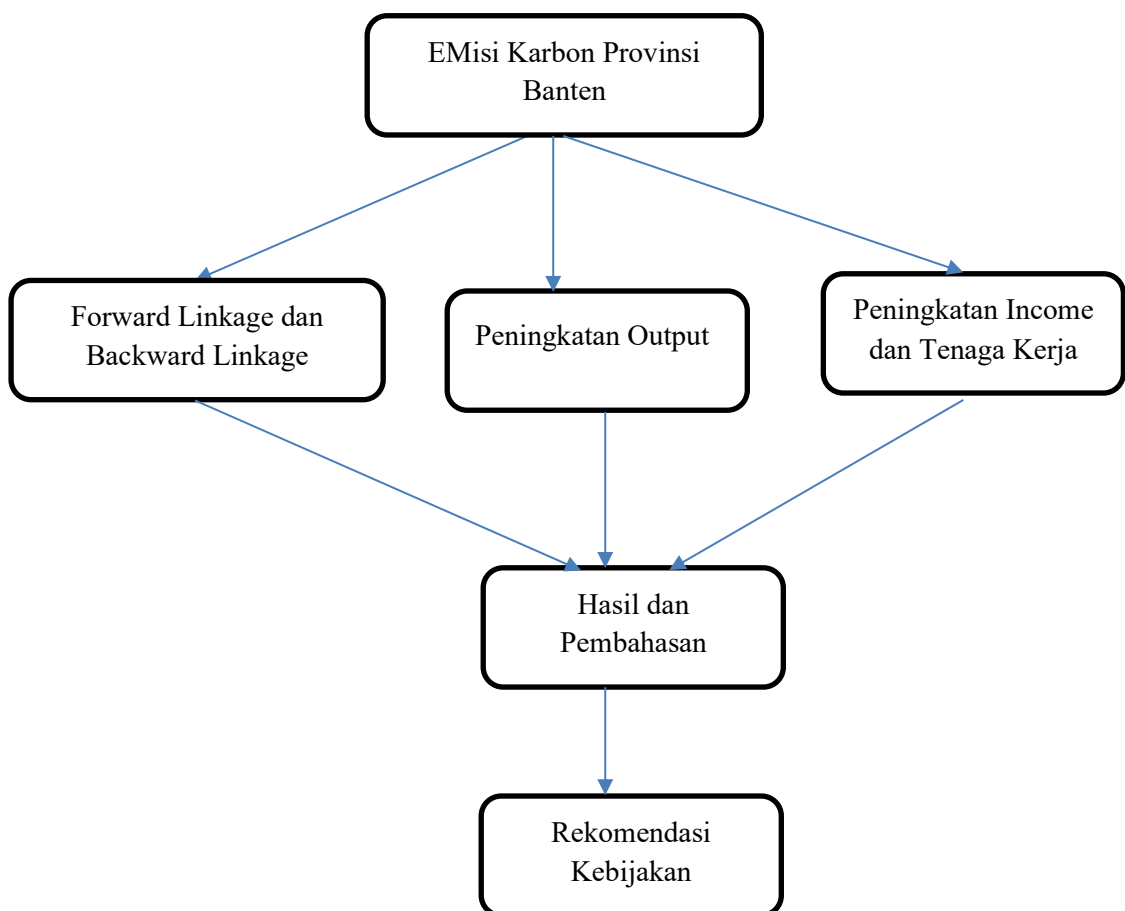 EMisi Karbon Provinsi
Banten
Forward Linkage dan
Backward Linkage
Peningkatan Output
Peningkatan Income
dan Tenaga Kerja
Hasil dan
Pembahasan
Rekomendasi
Kebijakan